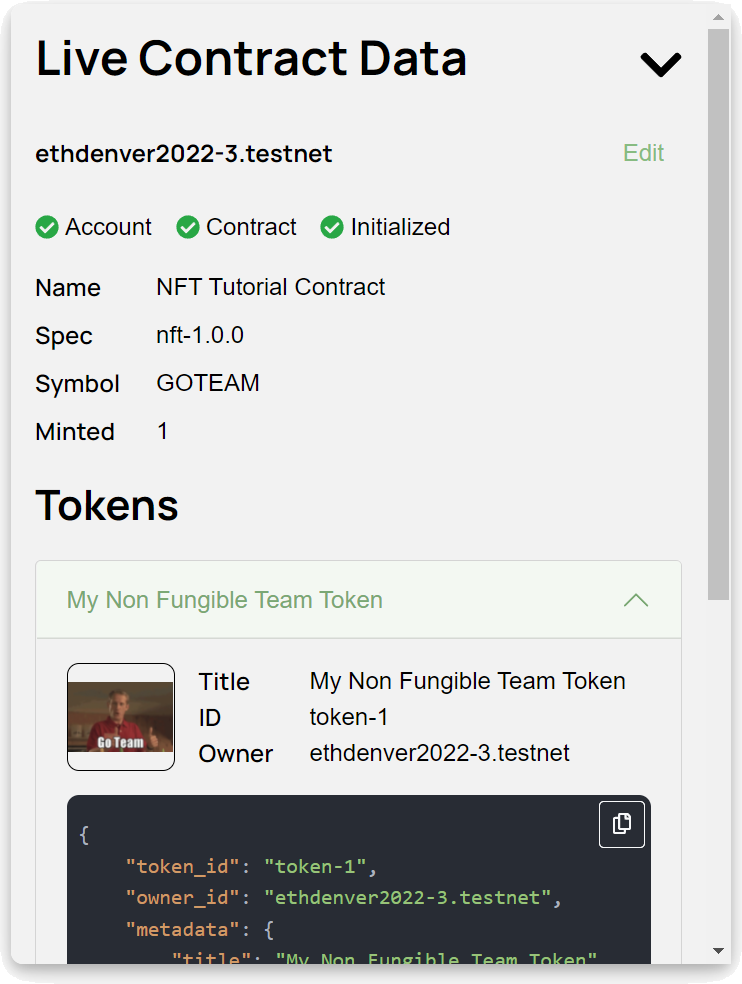 Live Contract Data
ethdenver2022-3.testnet Edit
Account Contract Initialized
Name NFT Tutorial Contract
Spec nft-1.0.0
Symbol GOTEAM
Minted 1
Tokens
My Non Fungible Team Token
Go Team
Title My Non Fungible Team Token
ID token-1
Owner ethdenver2022-3.testnet
{
"token_id": "token-1",
"owner_id": "ethdenver2022-3.testnet",
"metadata": {
"title": "My Non Fungible Team Token"